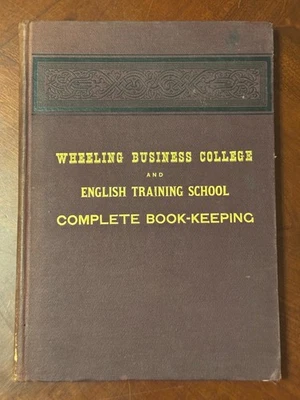 WHEELING BUSINESS COLLEGE
AND
ENGLISH TRAINING SCHOOL
COMPLETE BOOK-KEEPING